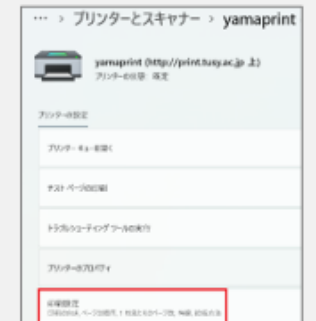 … › プリンターとスキャナー › yamaprint
yamaprint (http://print.tusy.ac.jp 上)
プリンターの状態 既定
プリンターの設定
プリンター キューを開く
テスト ページの印刷
トラブルシューティング ツールの実行
プリンターのプロパティ
印刷設定